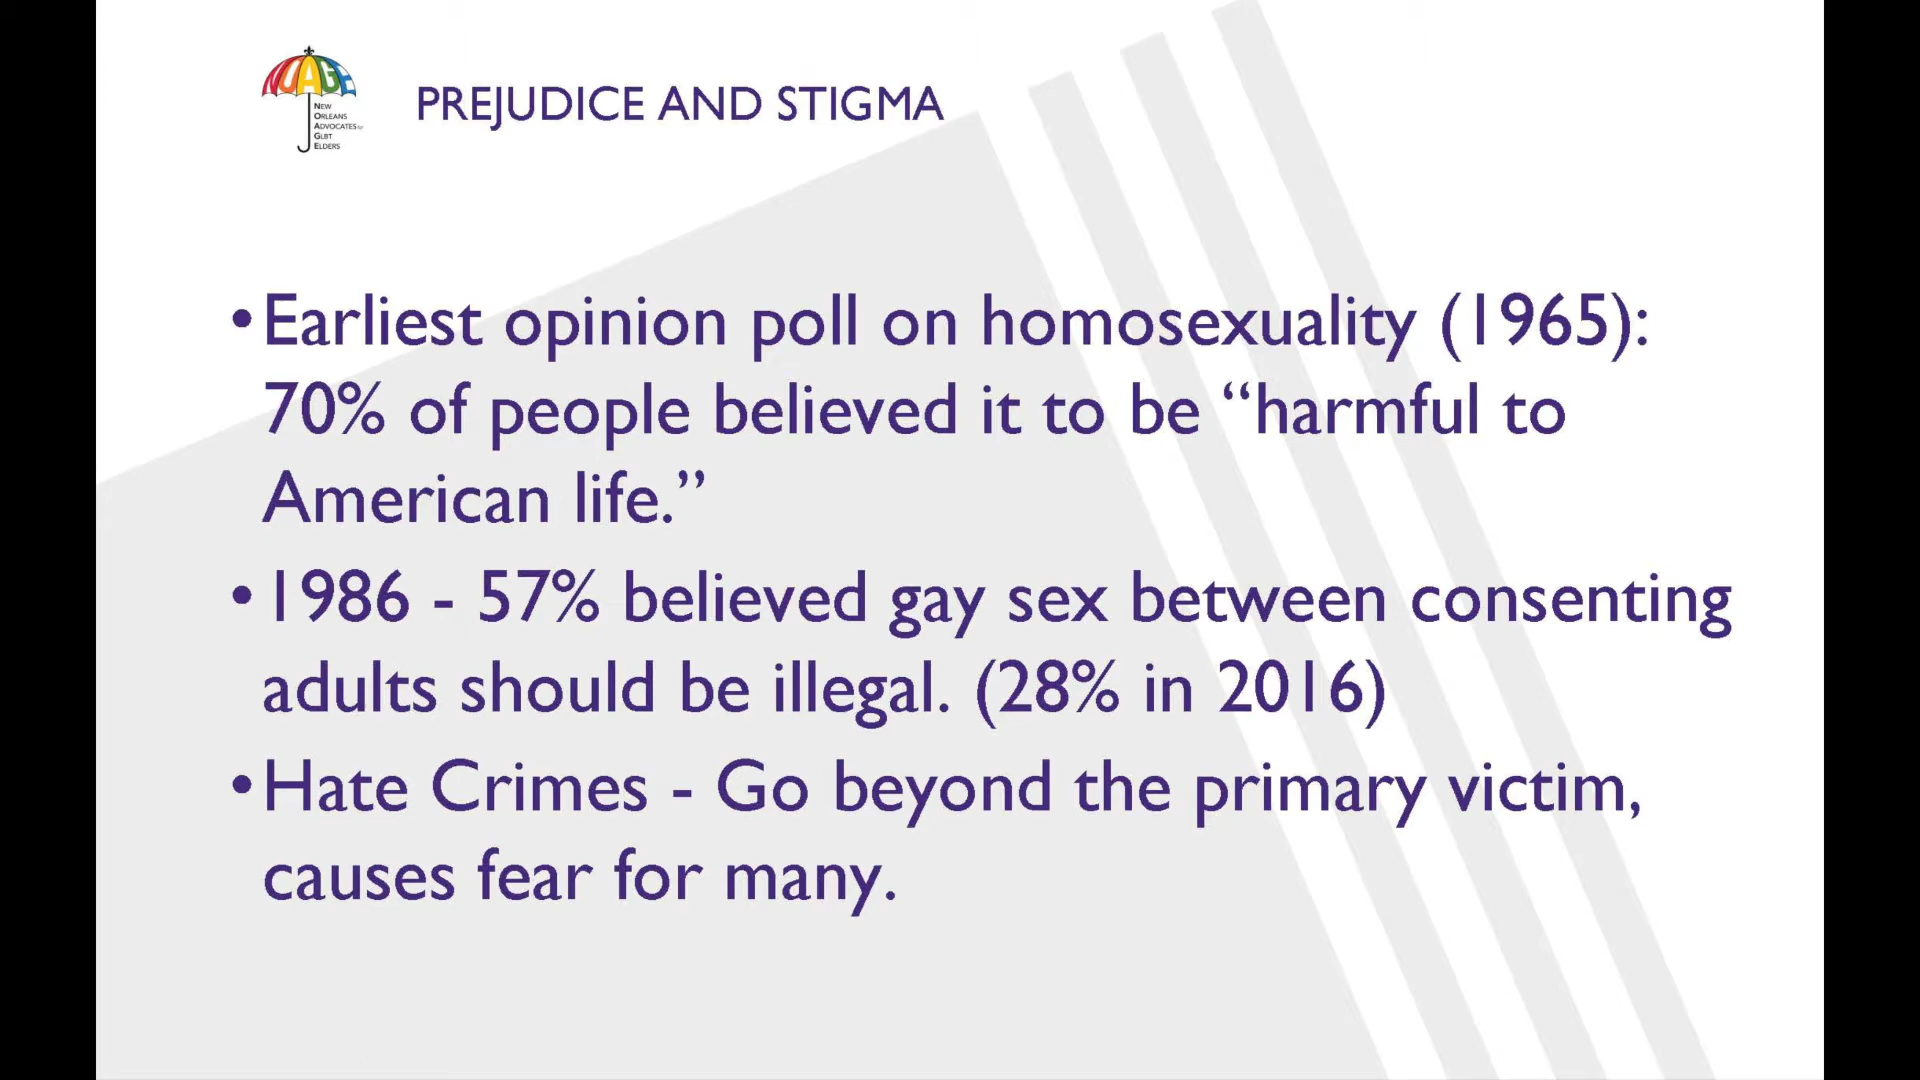 NOAGE
NEW
ORLEANS
ADVOCATES for
GLBT
ELDERS
PREJUDICE AND STIGMA
•Earliest opinion poll on homosexuality (1965):
70% of people believed it to be “harmful to
American life.”
•1986 - 57% believed gay sex between consenting
adults should be illegal. (28% in 2016)
•Hate Crimes - Go beyond the primary victim,
causes fear for many.